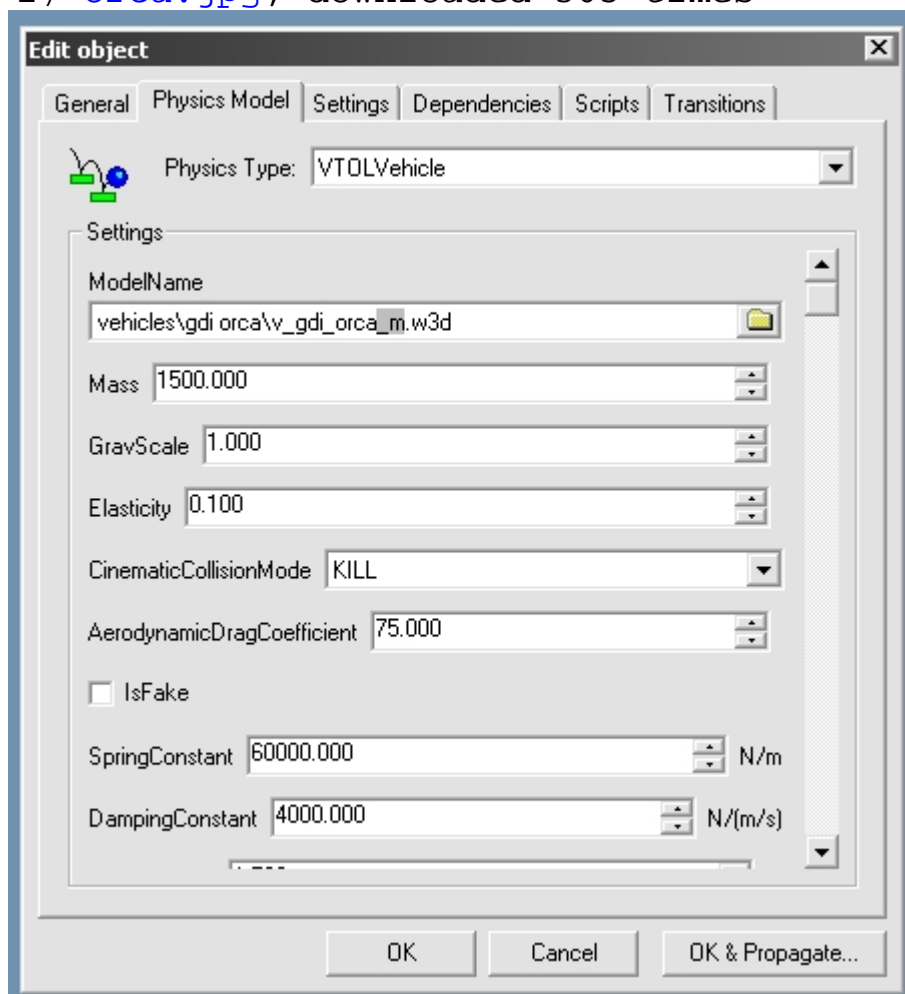 Edit object
General Physics Model Settings Dependencies Scripts Transitions
Physics Type: VTOLVehicle
Settings
ModelName
vehicles\gdi orca\v_gdi_orca_m.w3d
Mass 1500.000
GravScale 1.000
Elasticity 0.100
CinematicCollisionMode KILL
AerodynamicDragCoefficient 75.000
IsFake
SpringConstant 60000.000 N/m
DampingConstant 4000.000 N/(m/s)
OK Cancel OK & Propagate...